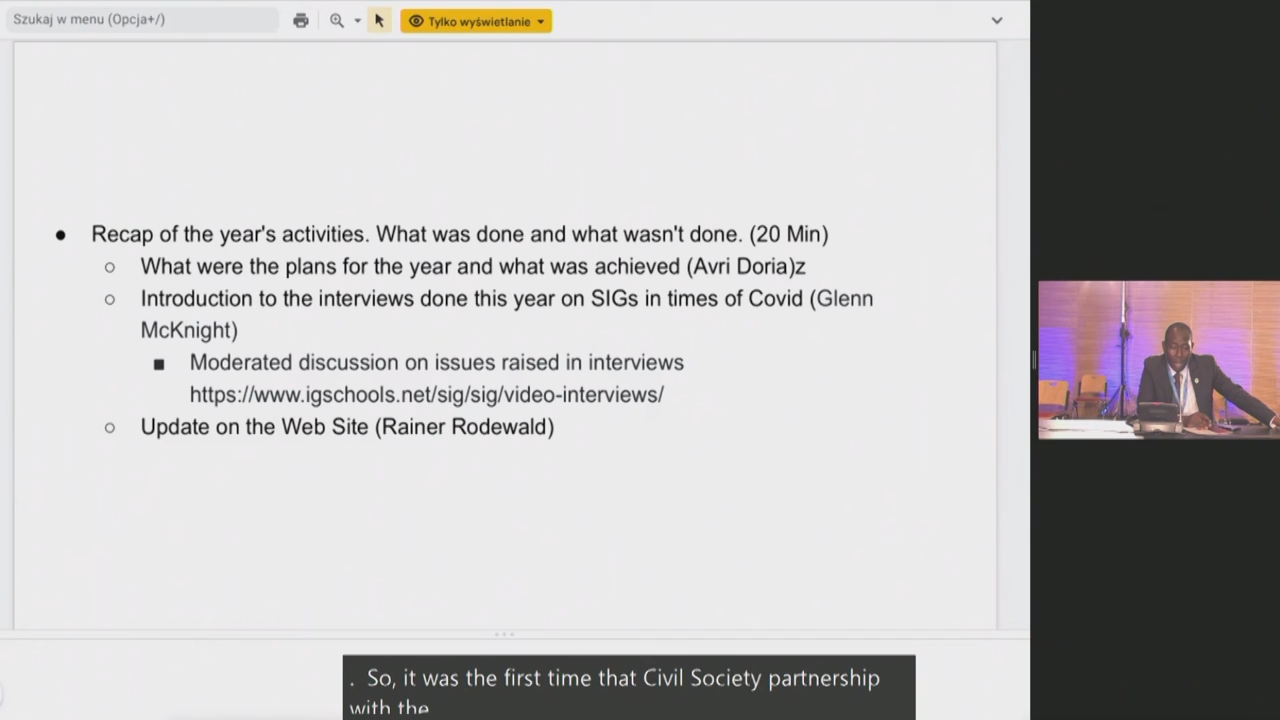 Szukaj w menu (Opcja+/)
Tylko wyświetlanie
● Recap of the year's activities. What was done and what wasn't done. (20 Min)
○ What were the plans for the year and what was achieved (Avri Doria)z
○ Introduction to the interviews done this year on SIGs in times of Covid (Glenn
McKnight)
■ Moderated discussion on issues raised in interviews
https://www.igschools.net/sig/sig/video-interviews/
○ Update on the Web Site (Rainer Rodewald)
. So, it was the first time that Civil Society partnership
with the